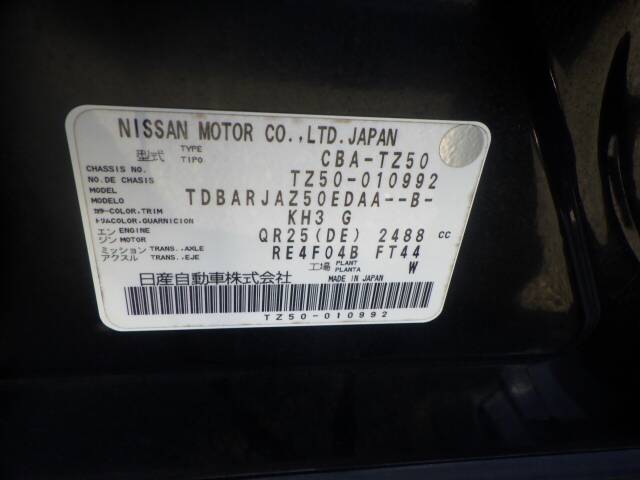 NISSAN MOTOR CO.,LTD.JAPAN
型式 TYPE TIPO CBA-TZ50
CHASSIS NO. NO.DE CHASIS TZ50-010992
MODEL MODELO TDBARJAZ50EDAA--B-
カラー COLOR,TRIM トリム COLOR,GUARNICION KH3 G
エンジン ENGINE MOTOR QR25(DE) 2488 cc
ミッション TRANS.,AXLE アクスル TRANS.,EJE RE4F04B FT44
日産自動車株式会社 工場 PLANT PLANTA W
MADE IN JAPAN
TZ50-010992